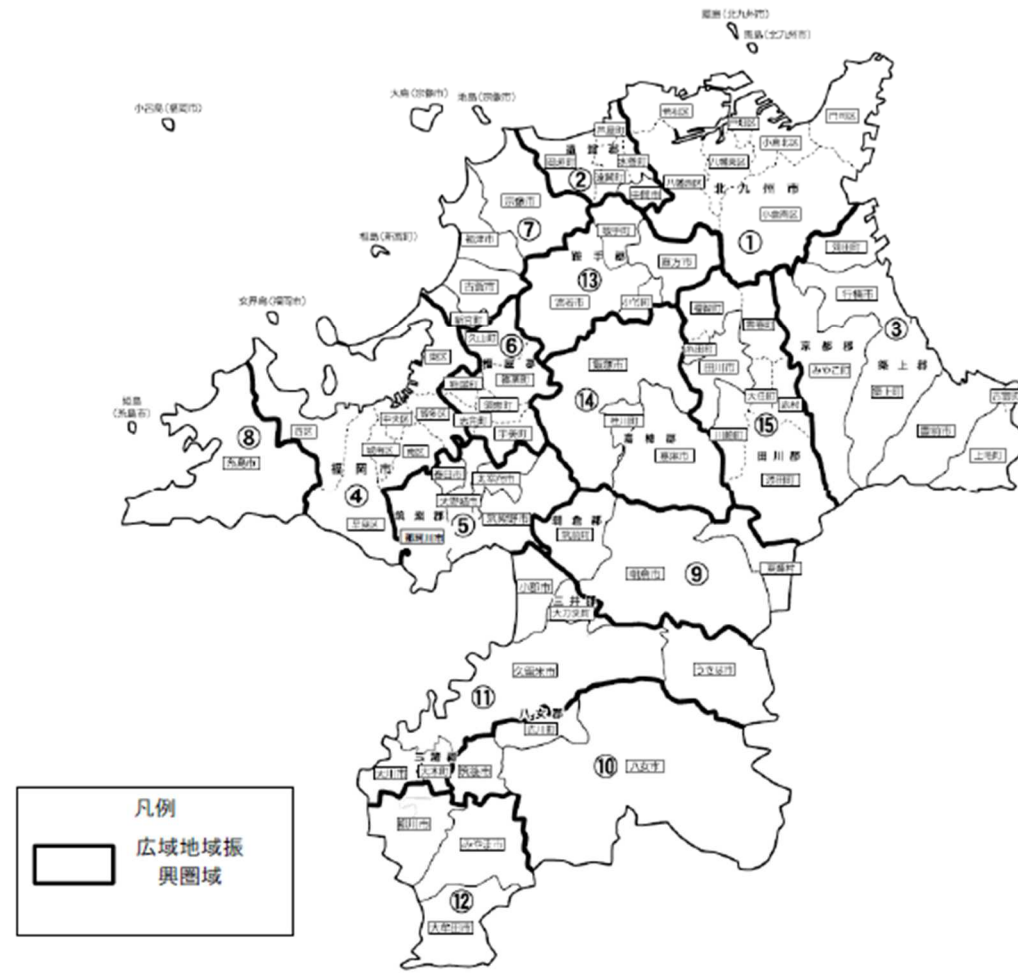 藍島(北九州市)
馬島(北九州市)
大島(宗像市)
地島(宗像市)
小呂島(福岡市)
相島(新宮町)
玄界島(福岡市)
姫島
(糸島市)
芦屋町
遠賀郡
岡垣町
水巻町
遠賀町
中間市
②
若松区
戸畑区
門司区
小倉北区
八幡東区
八幡西区
北九州市
小倉南区
①
宗像市
⑦
福津市
古賀市
鞍手町
鞍手郡
直方市
⑬
宮若市
小竹町
苅田町
行橋市
③
京都郡
みやこ町
築上郡
築上町
豊前市
吉富町
上毛町
新宮町
久山町
⑥
糟屋郡
篠栗町
粕屋町
須恵町
志免町
宇美町
飯塚市
⑭
桂川町
嘉穂郡
嘉麻市
福智町
香春町
糸田町
田川市
大任町
赤村
川崎町
⑮
田川郡
添田町
東区
博多区
中央区
城南区
南区
西区
福岡市
④
早良区
⑧
糸島市
春日市
太宰府市
大野城市
筑紫郡
⑤
筑紫野市
那珂川市
朝倉郡
筑前町
朝倉市
⑨
東峰村
小郡市
三井郡
大刀洗町
久留米市
うきは市
⑪
八女郡
広川町
⑩
八女市
三潴郡
大川市
大木町
筑後市
柳川市
みやま市
⑫
大牟田市
凡例
広域地域振
興圏域